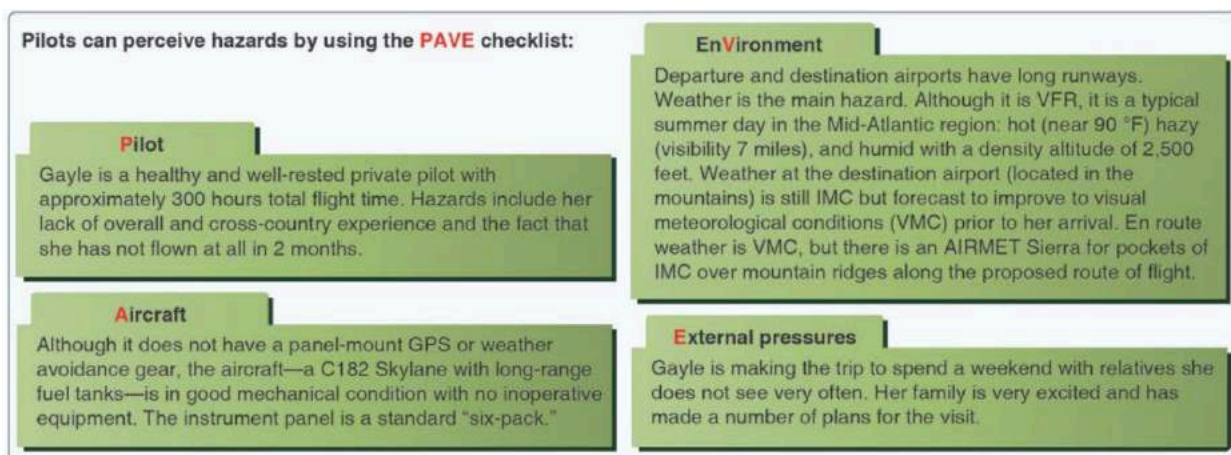 Pilots can perceive hazards by using the PAVE checklist:
Pilot
Gayle is a healthy and well-rested private pilot with
approximately 300 hours total flight time. Hazards include her
lack of overall and cross-country experience and the fact that
she has not flown at all in 2 months.
Aircraft
Although it does not have a panel-mount GPS or weather
avoidance gear, the aircraft—a C182 Skylane with long-range
fuel tanks—is in good mechanical condition with no inoperative
equipment. The instrument panel is a standard “six-pack.”
EnVironment
Departure and destination airports have long runways.
Weather is the main hazard. Although it is VFR, it is a typical
summer day in the Mid-Atlantic region: hot (near 90 °F) hazy
(visibility 7 miles), and humid with a density altitude of 2,500
feet. Weather at the destination airport (located in the
mountains) is still IMC but forecast to improve to visual
meteorological conditions (VMC) prior to her arrival. En route
weather is VMC, but there is an AIRMET Sierra for pockets of
IMC over mountain ridges along the proposed route of flight.
External pressures
Gayle is making the trip to spend a weekend with relatives she
does not see very often. Her family is very excited and has
made a number of plans for the visit.